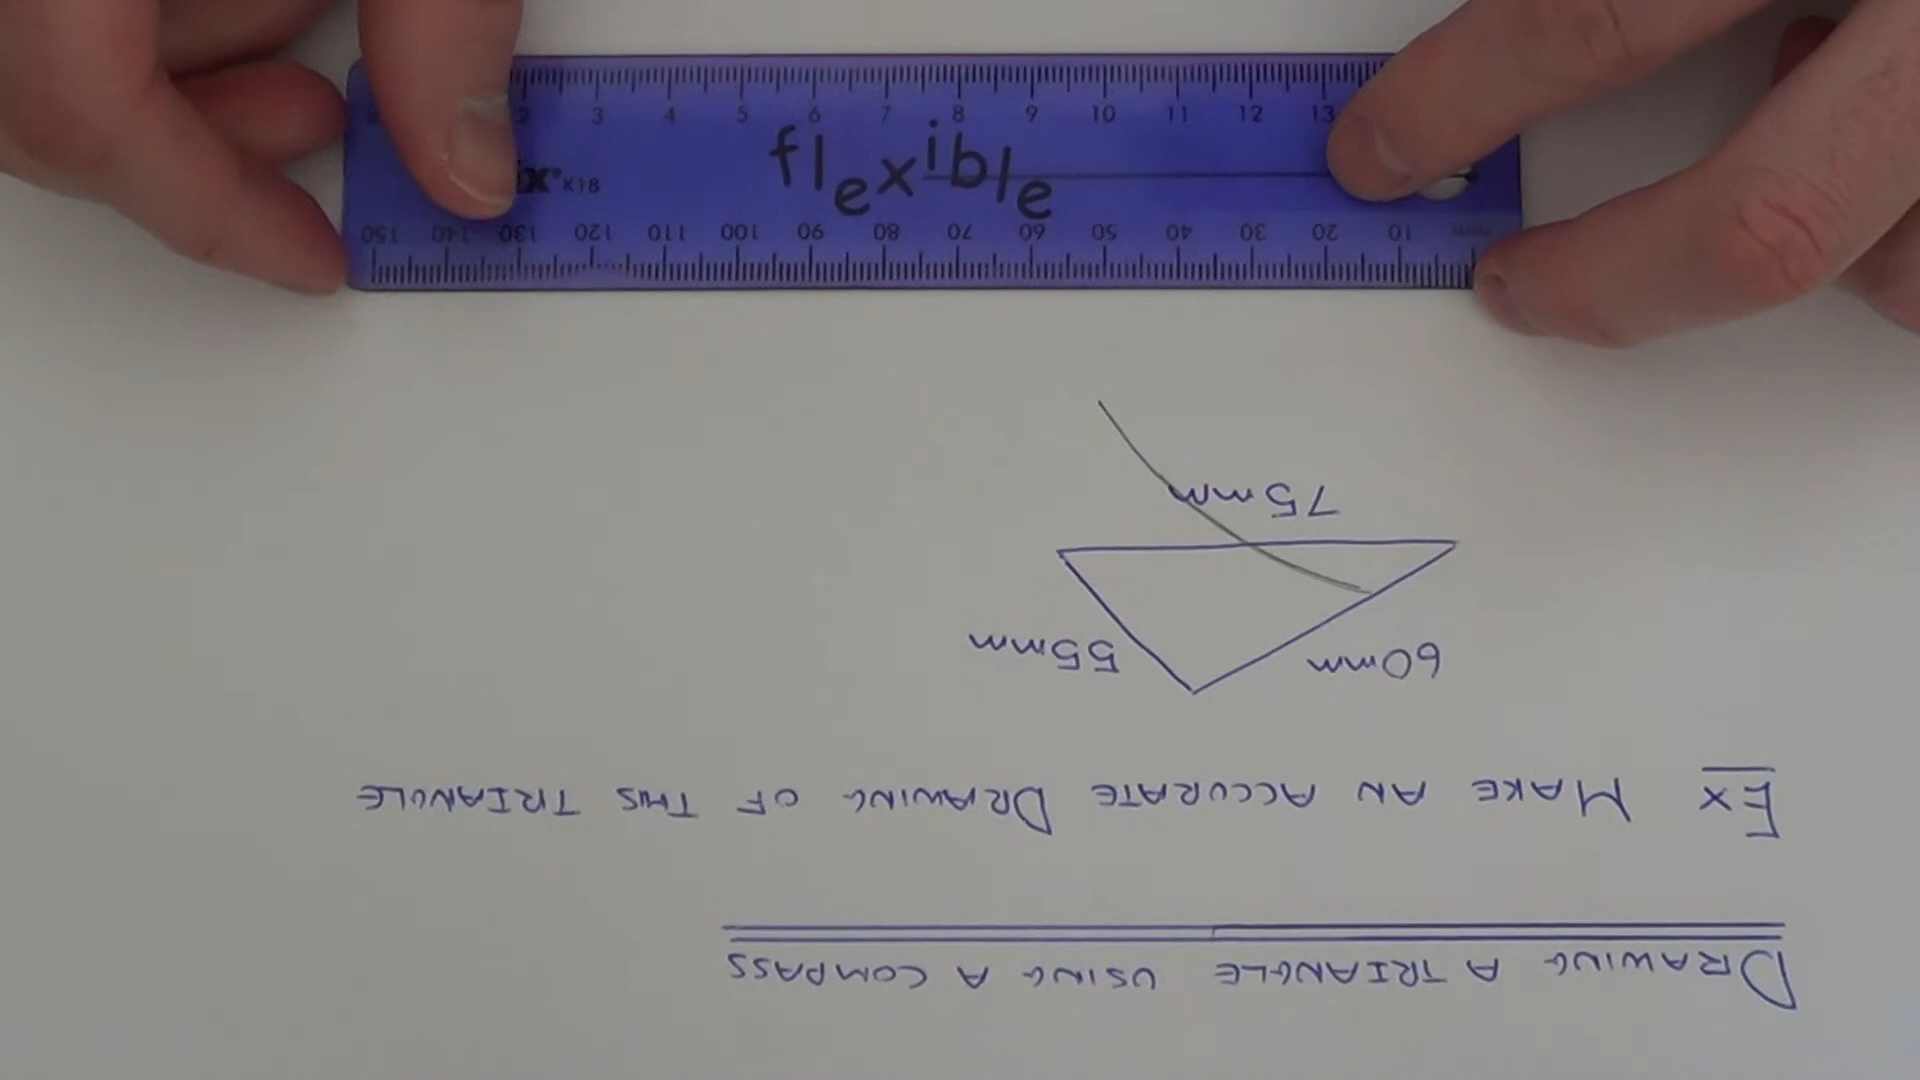 DRAWING A TRIANGLE USING A COMPASS
EX MAKE AN ACCURATE DRAWING OF THIS TRIANGLE
60mm
55mm
75mm
mm 10 20 30 40 50 60 70 80 90 100 110 120 130 140 150
K18
flexible
2 3 4 5 6 7 8 9 10 11 12 13